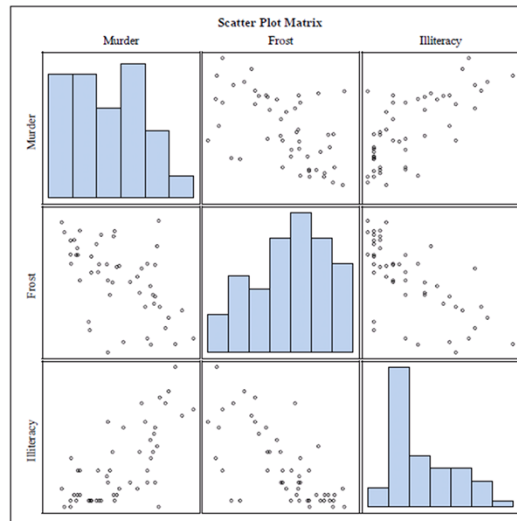 Scatter Plot Matrix
Murder Frost Illiteracy
Murder
Frost
Illiteracy